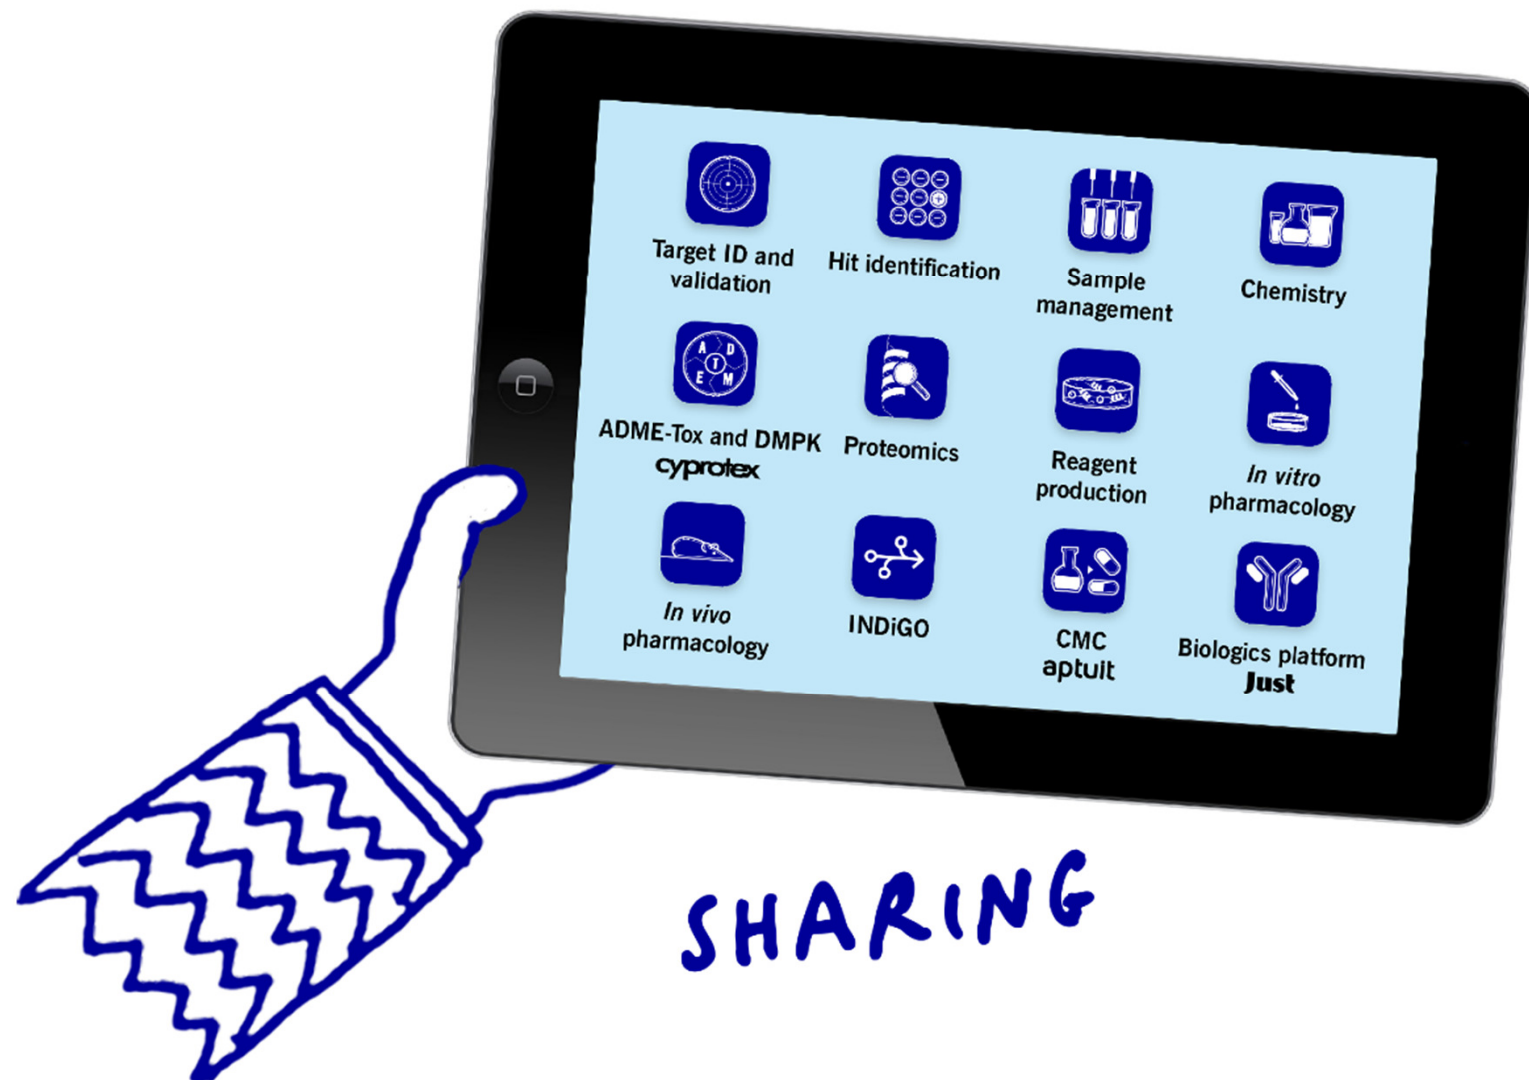 Target ID and
validation
Hit identification
Sample
management
Chemistry
A D
T
E M
ADME-Tox and DMPK
cyprotex
Proteomics
Reagent
production
In vitro
pharmacology
In vivo
pharmacology
INDiGO
CMC
aptuit
Biologics platform
Just
SHARING